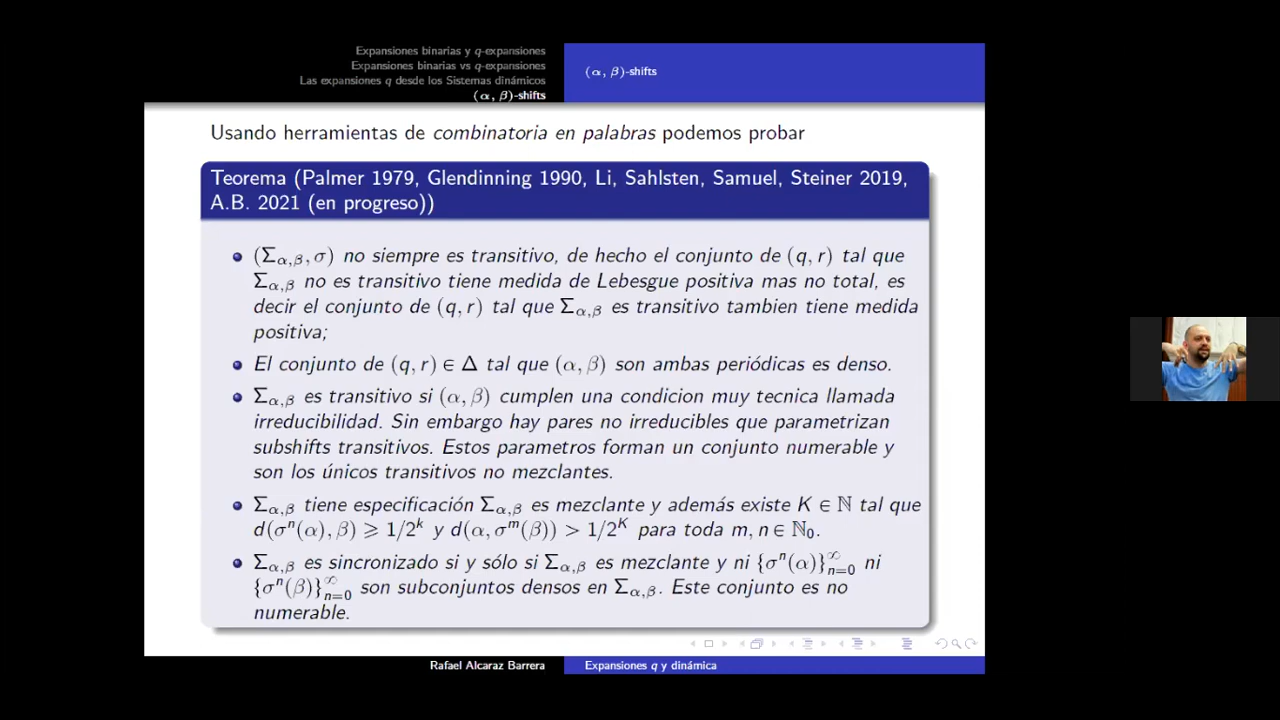 Expansiones binarias y q-expansiones
Expansiones binarias vs q-expansiones
Las expansiones q desde los Sistemas dinámicos
(α, β)-shifts
(α, β)-shifts
Usando herramientas de combinatoria en palabras podemos probar
Teorema (Palmer 1979, Glendinning 1990, Li, Sahlsten, Samuel, Steiner 2019,
A.B. 2021 (en progreso))
(Σα,β, σ) no siempre es transitivo, de hecho el conjunto de (q, r) tal que
Σα,β no es transitivo tiene medida de Lebesgue positiva mas no total, es
decir el conjunto de (q, r) tal que Σα,β es transitivo tambien tiene medida
positiva;
El conjunto de (q, r) ∈ Δ tal que (α, β) son ambas periódicas es denso.
Σα,β es transitivo si (α, β) cumplen una condicion muy tecnica llamada
irreducibilidad. Sin embargo hay pares no irreducibles que parametrizan
subshifts transitivos. Estos parametros forman un conjunto numerable y
son los únicos transitivos no mezclantes.
Σα,β tiene especificación Σα,β es mezclante y además existe K ∈ ℕ tal que
d(σⁿ(α), β) ⩾ 1/2ᵏ y d(α, σᵐ(β)) > 1/2ᴷ para toda m, n ∈ ℕ₀.
Σα,β es sincronizado si y sólo si Σα,β es mezclante y ni {σⁿ(α)}∞n=0 ni
{σⁿ(β)}∞n=0 son subconjuntos densos en Σα,β. Este conjunto es no
numerable.
Rafael Alcaraz Barrera
Expansiones q y dinámica